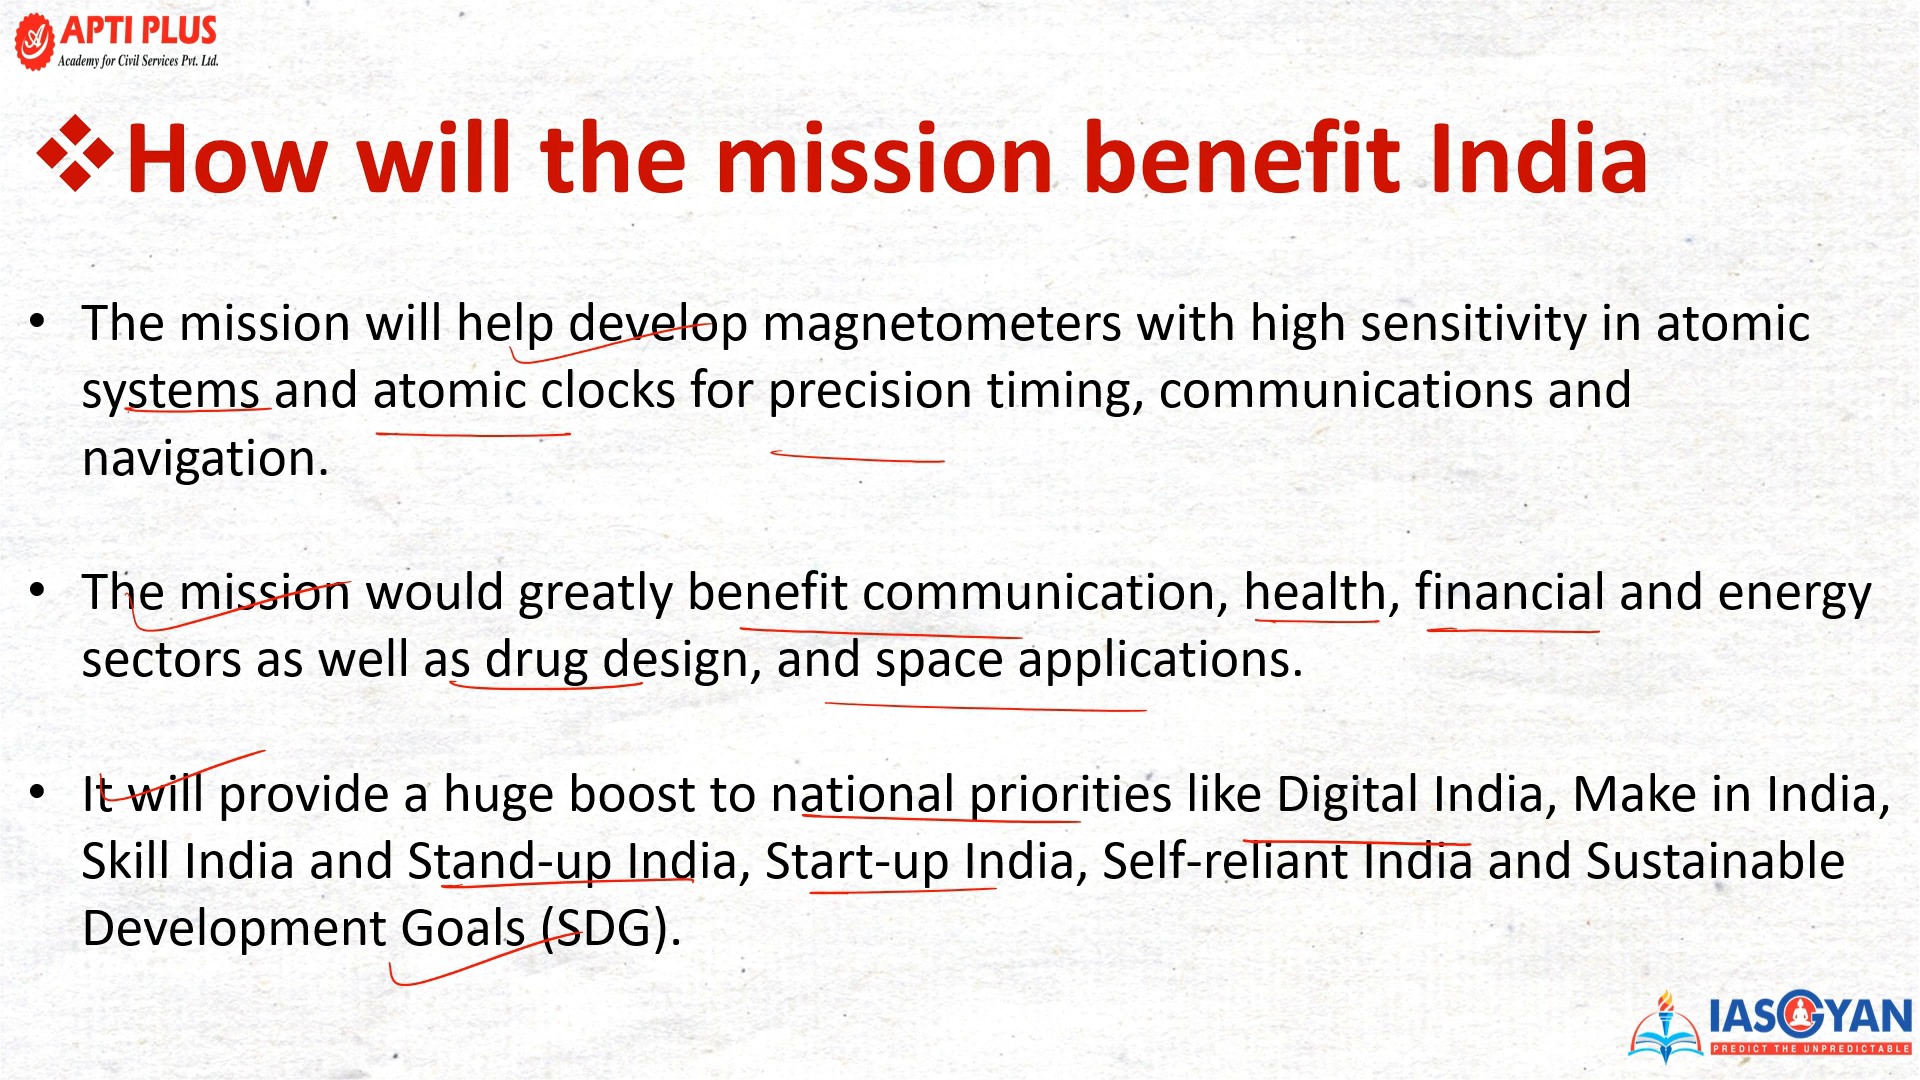 APTI PLUS
Academy for Civil Services Pvt. Ltd.
❖How will the mission benefit India
• The mission will help develop magnetometers with high sensitivity in atomic
systems and atomic clocks for precision timing, communications and
navigation.
• The mission would greatly benefit communication, health, financial and energy
sectors as well as drug design, and space applications.
• It will provide a huge boost to national priorities like Digital India, Make in India,
Skill India and Stand-up India, Start-up India, Self-reliant India and Sustainable
Development Goals (SDG).
IASGYAN
PREDICT THE UNPREDICTABLE